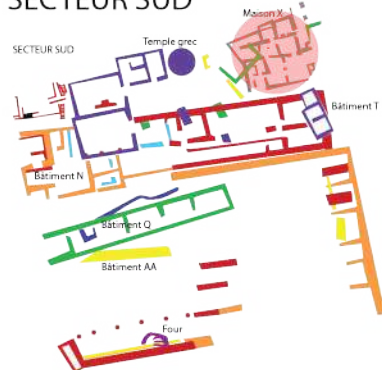 SECTEUR SUD
Maison X
Temple grec
SECTEUR SUD
Bâtiment T
Bâtiment N
Bâtiment Q
Bâtiment AA
Four